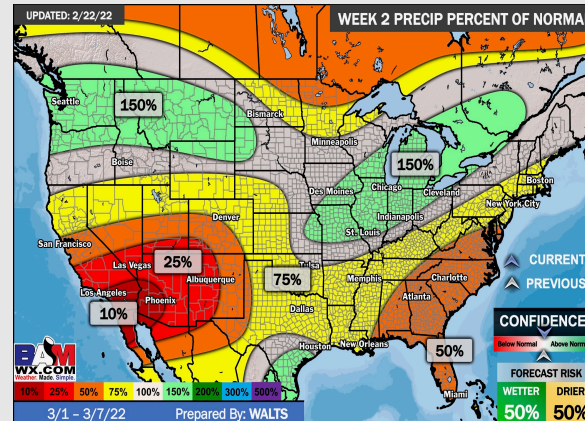 UPDATED: 2/22/22
WEEK 2 PRECIP PERCENT OF NORMA
Seattle
150%
Bismarck
Minneapolis
Boise
150%
Boston
Des Moines
Chicago
Cleveland
New York City
Denver
Indianapolis
St. Louis
San Francisco
Las Vegas
25%
Tulsa
CURRENT
Los Angeles
Albuquerque
75%
Memphis
Charlotte
PREVIOUS
Phoenix
10%
Dallas
Atlanta
CONFIDENCE
Houston
New Orleans
50%
Below Normal
Above Norm
BAM
WX.COM
Weather. Made. Simple.
Miami
FORECAST RISK
10% 25% 50% 75% 100% 150% 200% 300% 500%
WETTER
DRIER
3/1 - 3/7/22
Prepared By: WALTS
50%
50%